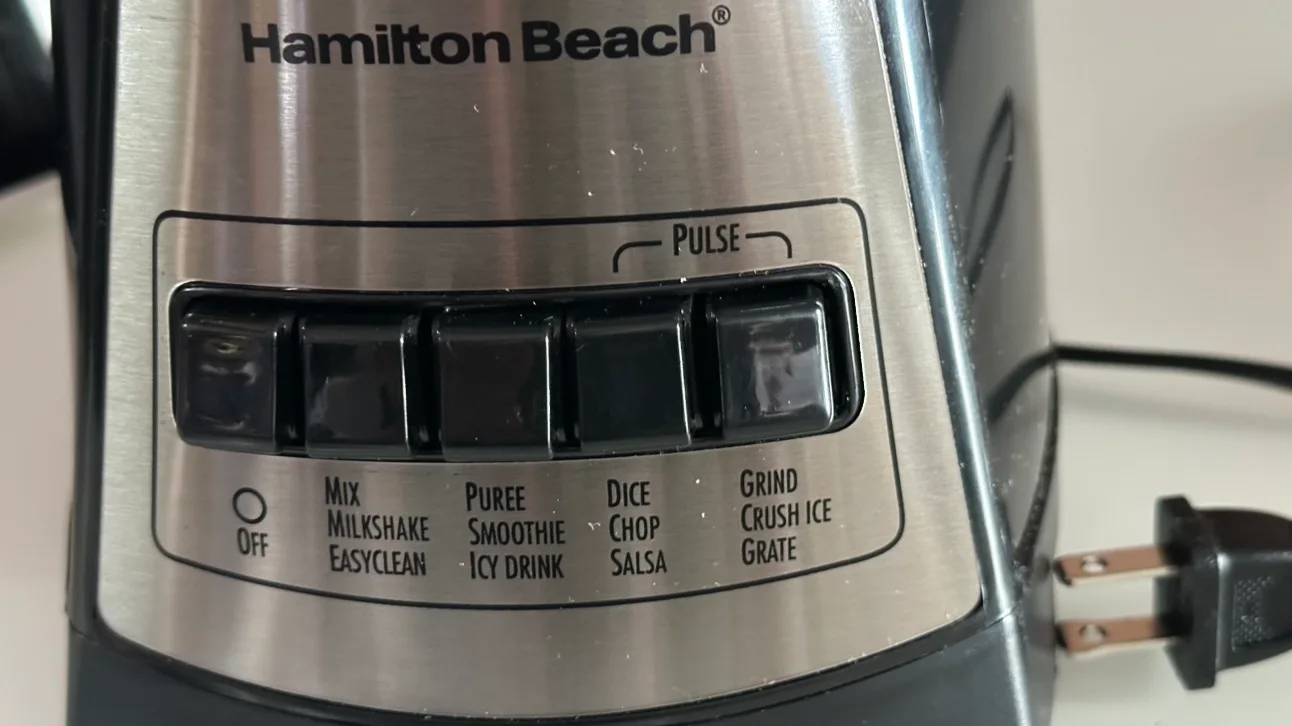 Hamilton Beach®
PULSE
OFF
MIX
MILKSHAKE
EASYCLEAN
PUREE
SMOOTHIE
ICY DRINK
DICE
CHOP
SALSA
GRIND
CRUSH ICE
GRATE